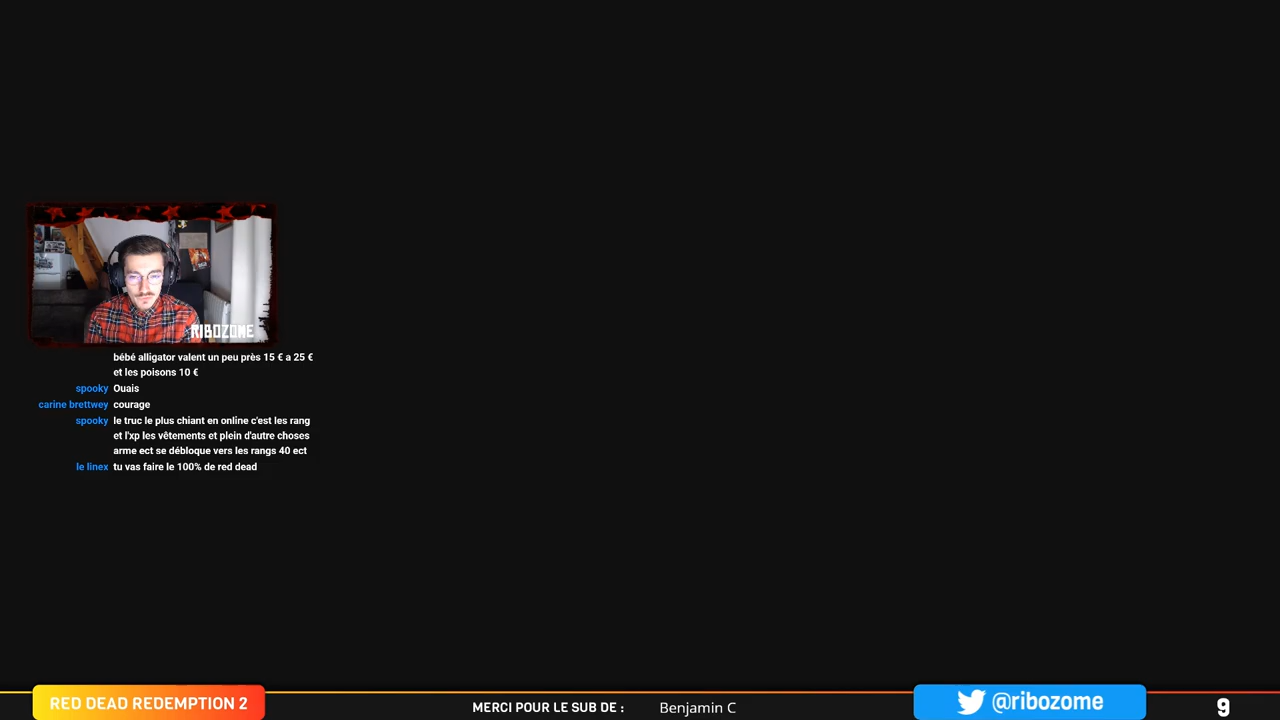 RIBOZOME
bébé alligator valent un peu près 15 € a 25 €
et les poisons 10 €
spooky Ouais
carine brettwey courage
spooky le truc le plus chiant en online c'est les rang
et l'xp les vêtements et plein d'autre choses
arme ect se débloque vers les rangs 40 ect
le linex tu vas faire le 100% de red dead
RED DEAD REDEMPTION 2
MERCI POUR LE SUB DE : Benjamin C
@ribozome
9